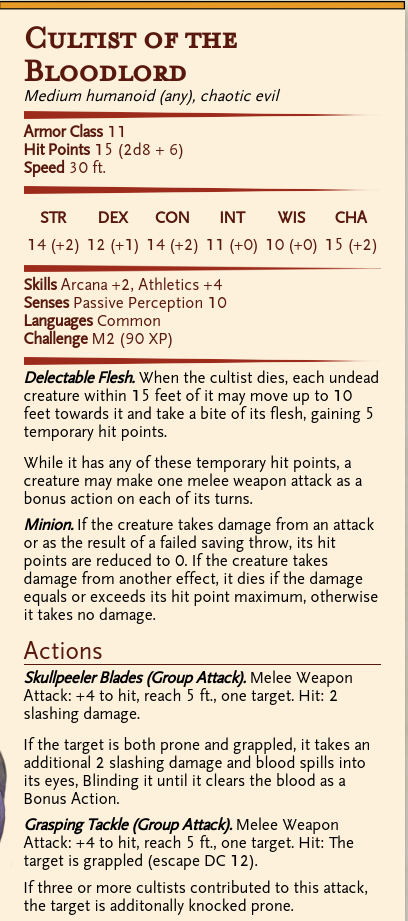 Cultist of the
Bloodlord
Medium humanoid (any), chaotic evil
Armor Class 11
Hit Points 15 (2d8 + 6)
Speed 30 ft.
STR DEX CON INT WIS CHA
14 (+2) 12 (+1) 14 (+2) 11 (+0) 10 (+0) 15 (+2)
Skills Arcana +2, Athletics +4
Senses Passive Perception 10
Languages Common
Challenge M2 (90 XP)
Delectable Flesh. When the cultist dies, each undead
creature within 15 feet of it may move up to 10
feet towards it and take a bite of its flesh, gaining 5
temporary hit points.
While it has any of these temporary hit points, a
creature may make one melee weapon attack as a
bonus action on each of its turns.
Minion. If the creature takes damage from an attack
or as the result of a failed saving throw, its hit
points are reduced to 0. If the creature takes
damage from another effect, it dies if the damage
equals or exceeds its hit point maximum, otherwise
it takes no damage.
Actions
Skullpeeler Blades (Group Attack). Melee Weapon
Attack: +4 to hit, reach 5 ft., one target. Hit: 2
slashing damage.
If the target is both prone and grappled, it takes an
additional 2 slashing damage and blood spills into
its eyes, Blinding it until it clears the blood as a
Bonus Action.
Grasping Tackle (Group Attack). Melee Weapon
Attack: +4 to hit, reach 5 ft., one target. Hit: The
target is grappled (escape DC 12).
If three or more cultists contributed to this attack,
the target is additonally knocked prone.